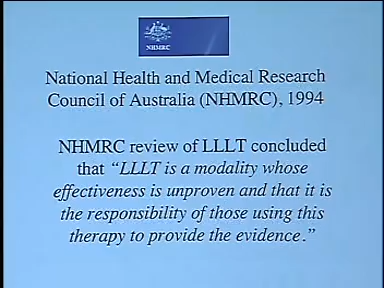 NHMRC
National Health and Medical Research
Council of Australia (NHMRC), 1994
NHMRC review of LLLT concluded
that “LLLT is a modality whose
effectiveness is unproven and that it is
the responsibility of those using this
therapy to provide the evidence.”